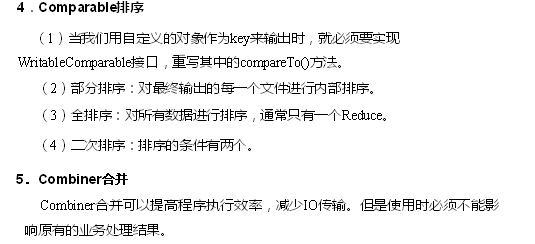 4．Comparable排序
（1）当我们用自定义的对象作为key来输出时，就必须要实现
WritableComparable接口，重写其中的compareTo()方法。
（2）部分排序：对最终输出的每一个文件进行内部排序。
（3）全排序：对所有数据进行排序，通常只有一个Reduce。
（4）二次排序：排序的条件有两个。
5．Combiner合并
Combiner合并可以提高程序执行效率，减少IO传输。但是使用时必须不能影
响原有的业务处理结果。